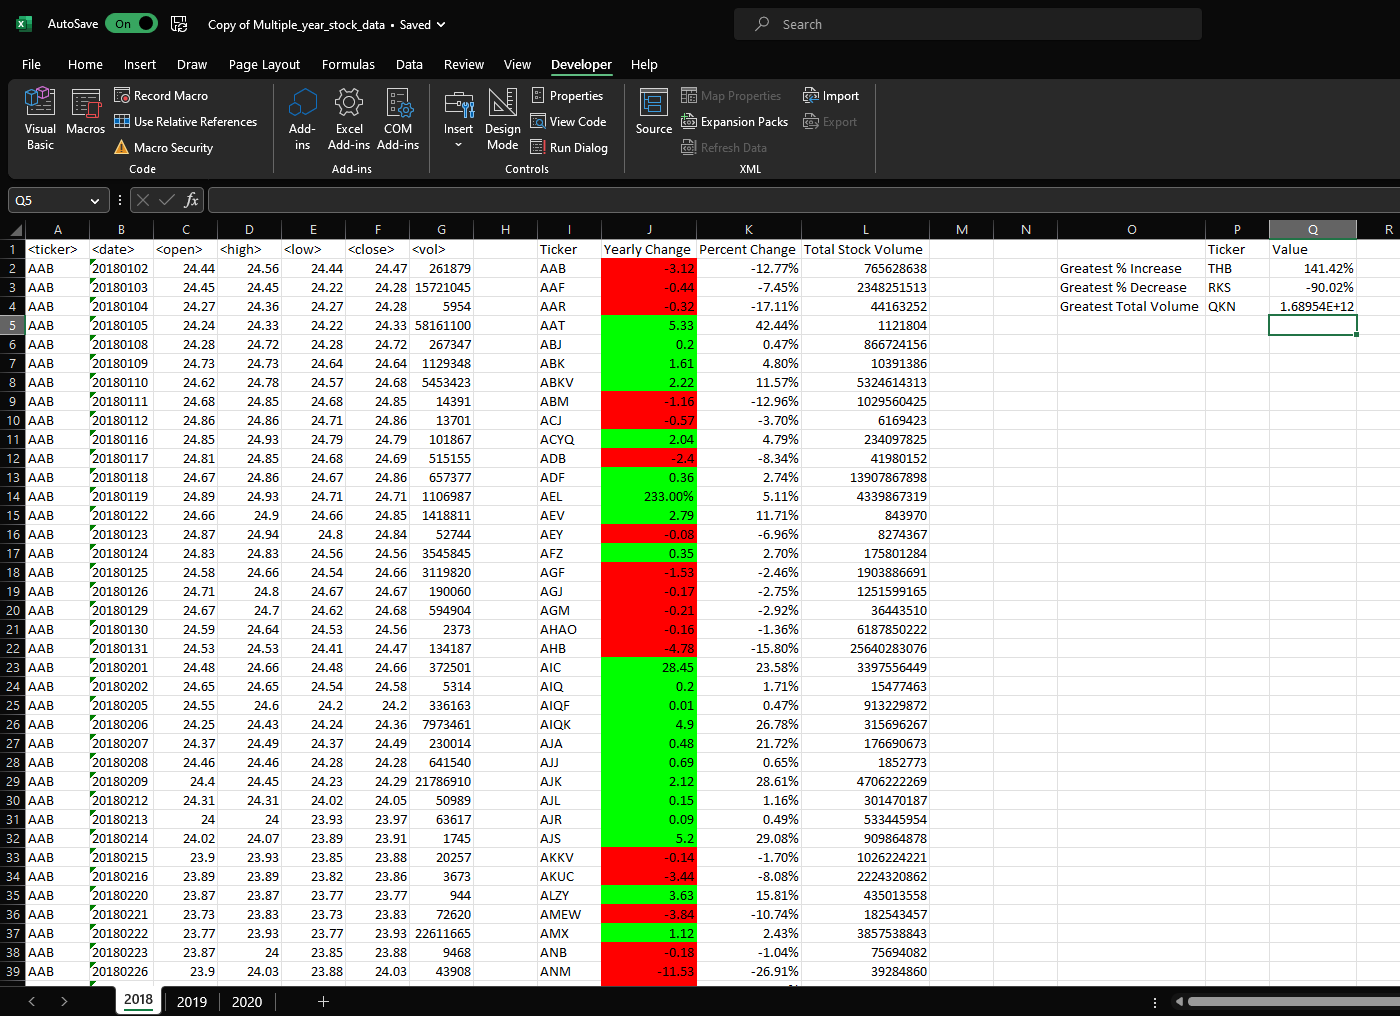 AutoSave On Copy of Multiple_year_stock_data • Saved Search
File Home Insert Draw Page Layout Formulas Data Review View Developer Help
Visual Basic
Macros
Record Macro
Use Relative References
Macro Security
Code
Add-ins
Excel Add-ins
COM Add-ins
Add-ins
Insert
Design Mode
Properties
View Code
Run Dialog
Controls
Source
Map Properties
Expansion Packs
Refresh Data
Import
Export
XML
Q5 fx
A B C D E F G H I J K L M N O P Q R
1 <ticker> <date> <open> <high> <low> <close> <vol> Ticker Yearly Change Percent Change Total Stock Volume Ticker Value
2 AAB 20180102 24.44 24.56 24.44 24.47 261879 AAB -3.12 -12.77% 765628638 Greatest % Increase THB 141.42%
3 AAB 20180103 24.45 24.45 24.22 24.28 15721045 AAF -0.44 -7.45% 2348251513 Greatest % Decrease RKS -90.02%
4 AAB 20180104 24.27 24.36 24.27 24.28 5954 AAR -0.32 -17.11% 44163252 Greatest Total Volume QKN 1.68954E+12
5 AAB 20180105 24.24 24.33 24.22 24.33 58161100 AAT 5.33 42.44% 1121804
6 AAB 20180108 24.28 24.72 24.28 24.72 267347 ABJ 0.2 0.47% 866724156
7 AAB 20180109 24.73 24.73 24.64 24.64 1129348 ABK 1.61 4.80% 10391386
8 AAB 20180110 24.62 24.78 24.57 24.68 5453423 ABKV 2.22 11.57% 5324614313
9 AAB 20180111 24.68 24.85 24.68 24.85 14391 ABM -1.16 -12.96% 1029560425
10 AAB 20180112 24.86 24.86 24.71 24.86 13701 ACJ -0.57 -3.70% 6169423
11 AAB 20180116 24.85 24.93 24.79 24.79 101867 ACYQ 2.04 4.79% 234097825
12 AAB 20180117 24.81 24.85 24.68 24.69 515155 ADB -2.4 -8.34% 41980152
13 AAB 20180118 24.67 24.86 24.67 24.86 657377 ADF 0.36 2.74% 13907867898
14 AAB 20180119 24.89 24.93 24.71 24.71 1106987 AEL 233.00% 5.11% 4339867319
15 AAB 20180122 24.66 24.9 24.66 24.85 1418811 AEV 2.79 11.71% 843970
16 AAB 20180123 24.87 24.94 24.8 24.84 52744 AEY -0.08 -6.96% 8274367
17 AAB 20180124 24.83 24.83 24.56 24.56 3545845 AFZ 0.35 2.70% 175801284
18 AAB 20180125 24.58 24.66 24.54 24.66 3119820 AGF -1.53 -2.46% 1903886691
19 AAB 20180126 24.71 24.8 24.67 24.67 190060 AGJ -0.17 -2.75% 1251599165
20 AAB 20180129 24.67 24.7 24.62 24.68 594904 AGM -0.21 -2.92% 36443510
21 AAB 20180130 24.59 24.64 24.53 24.56 2373 AHAO -0.16 -1.36% 6187850222
22 AAB 20180131 24.53 24.53 24.41 24.47 134187 AHB -4.78 -15.80% 25640283076
23 AAB 20180201 24.48 24.66 24.48 24.66 372501 AIC 28.45 23.58% 3397556449
24 AAB 20180202 24.65 24.65 24.54 24.58 5314 AIQ 0.2 1.71% 15477463
25 AAB 20180205 24.55 24.6 24.2 24.2 336163 AIQF 0.01 0.47% 913229872
26 AAB 20180206 24.25 24.43 24.24 24.36 7973461 AIQK 4.9 26.78% 315696267
27 AAB 20180207 24.37 24.49 24.37 24.49 230014 AJA 0.48 21.72% 176690673
28 AAB 20180208 24.46 24.46 24.28 24.28 641540 AJJ 0.69 0.65% 1852773
29 AAB 20180209 24.4 24.45 24.23 24.29 21786910 AJK 2.12 28.61% 4706222269
30 AAB 20180212 24.31 24.31 24.02 24.05 50989 AJL 0.15 1.16% 301470187
31 AAB 20180213 24 24 23.93 23.97 63617 AJR 0.09 0.49% 533445954
32 AAB 20180214 24.02 24.07 23.89 23.91 1745 AJS 5.2 29.08% 909864878
33 AAB 20180215 23.9 23.93 23.85 23.88 20257 AKKV -0.14 -1.70% 1026224221
34 AAB 20180216 23.89 23.89 23.82 23.86 3673 AKUC -3.44 -8.08% 2224320862
35 AAB 20180220 23.87 23.87 23.77 23.77 944 ALZY 3.63 15.81% 435013558
36 AAB 20180221 23.73 23.83 23.73 23.83 72620 AMEW -3.84 -10.74% 182543457
37 AAB 20180222 23.77 23.93 23.77 23.93 22611665 AMX 1.12 2.43% 3857538843
38 AAB 20180223 23.87 24 23.85 23.88 9468 ANB -0.18 -1.04% 75694082
39 AAB 20180226 23.9 24.03 23.88 24.03 43908 ANM -11.53 -26.91% 39284860
2018 2019 2020